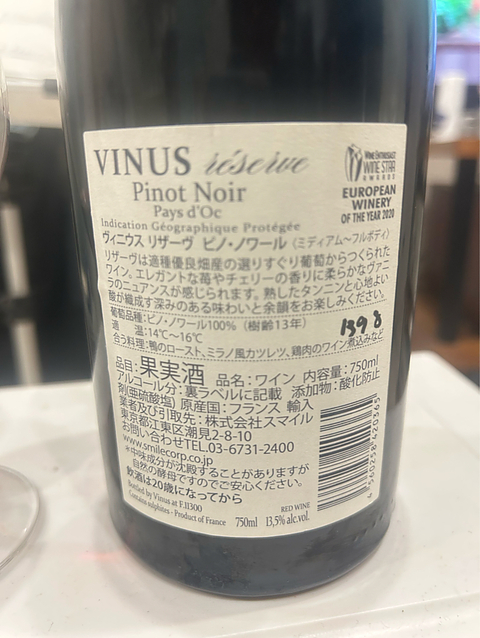 VINUS réserve
Pinot Noir
Pays d'Oc
Indication Géographique Protégée
WINE ENTHUSIAST
WINE STAR
AWARDS
EUROPEAN
WINERY
OF THE YEAR 2020
ヴィニウス リザーヴ ピノ・ノワール〈ミディアム〜フルボディ〉
リザーヴは適種優良畑産の選りすぐり葡萄からつくられた
ワイン。エレガントな苺やチェリーの香りに柔らかなヴァニ
ラのニュアンスが感じられます。熟したタンニンと心地よい
酸が織成す深みのある味わいと余韻をお楽しみください。
葡萄品種:ピノ・ノワール100%(樹齢13年)
適 温:14℃〜16℃
1398
合う料理:鴨のロースト、ミラノ風カツレツ、鶏肉のワイン煮込みなど
品目:果実酒 品名:ワイン 内容量:750ml
アルコール分:裏ラベルに記載 添加物:酸化防止
剤(亜硫酸塩) 原産国:フランス 輸入
業者及び引取先:株式会社スマイル
東京都江東区潮見2-8-10
お問い合わせTEL.03-6731-2400
www.smilecorp.co.jp
*中味成分が沈殿することがありますが
自然の酵母ですのでご安心ください。
飲酒は20歳になってから
Bottled by Vinus at F.11300
Contains sulphites - Product of France 750ml 13,5% alc.vol.
RED WINE
4 560259 420365